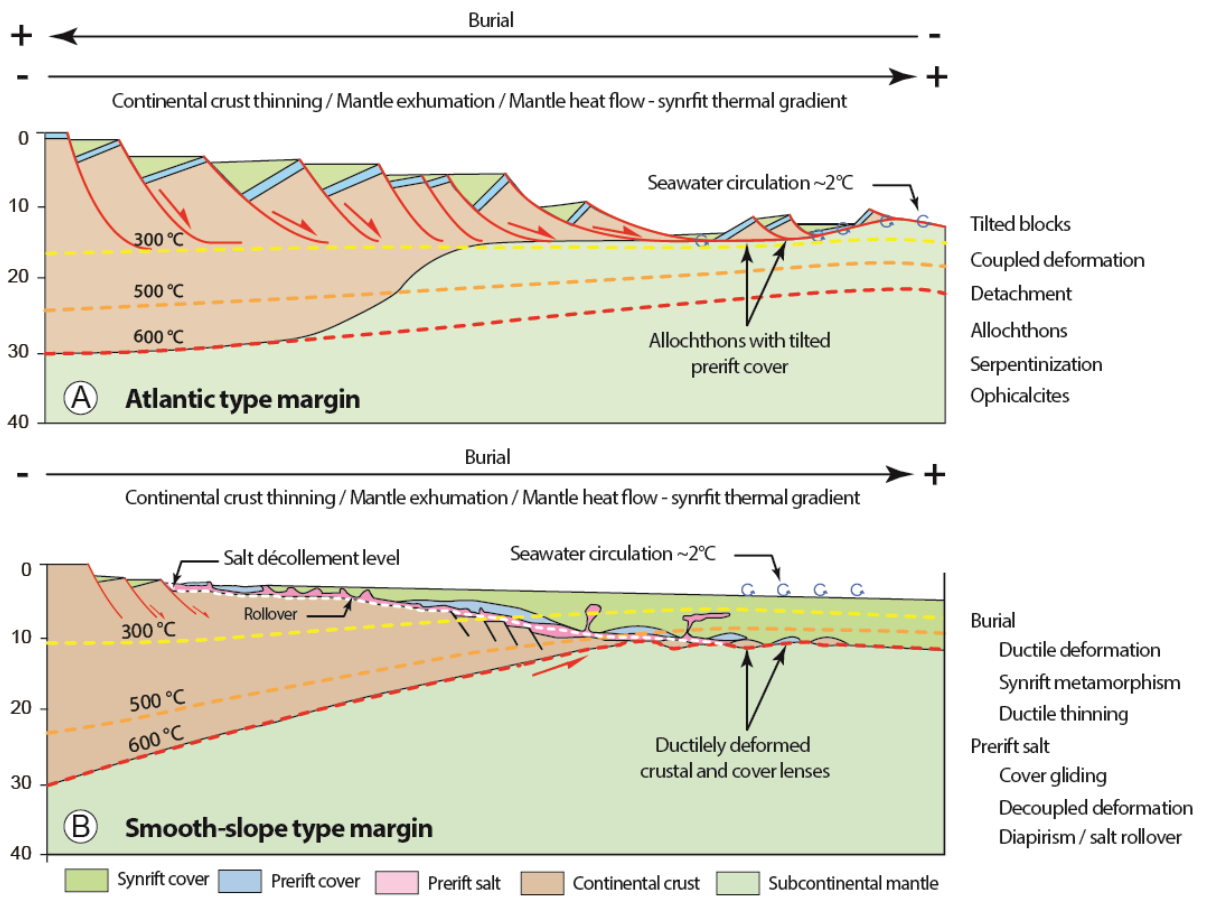 Burial
+ -
- +
Continental crust thinning / Mantle exhumation / Mantle heat flow - synrfit thermal gradient
0
10
20
30
40
Seawater circulation ~2°C
300 °C
500 °C
600 °C
Allochthons with tilted
prerift cover
A Atlantic type margin
Tilted blocks
Coupled deformation
Detachment
Allochthons
Serpentinization
Ophicalcites
Burial
- +
Continental crust thinning / Mantle exhumation / Mantle heat flow - synrfit thermal gradient
0
10
20
30
40
Salt décollement level
Seawater circulation ~2°C
Rollover
300 °C
500 °C
600 °C
Ductilely deformed
crustal and cover lenses
B Smooth-slope type margin
Burial
Ductile deformation
Synrift metamorphism
Ductile thinning
Prerift salt
Cover gliding
Decoupled deformation
Diapirism / salt rollover
Synrift cover
Prerift cover
Prerift salt
Continental crust
Subcontinental mantle